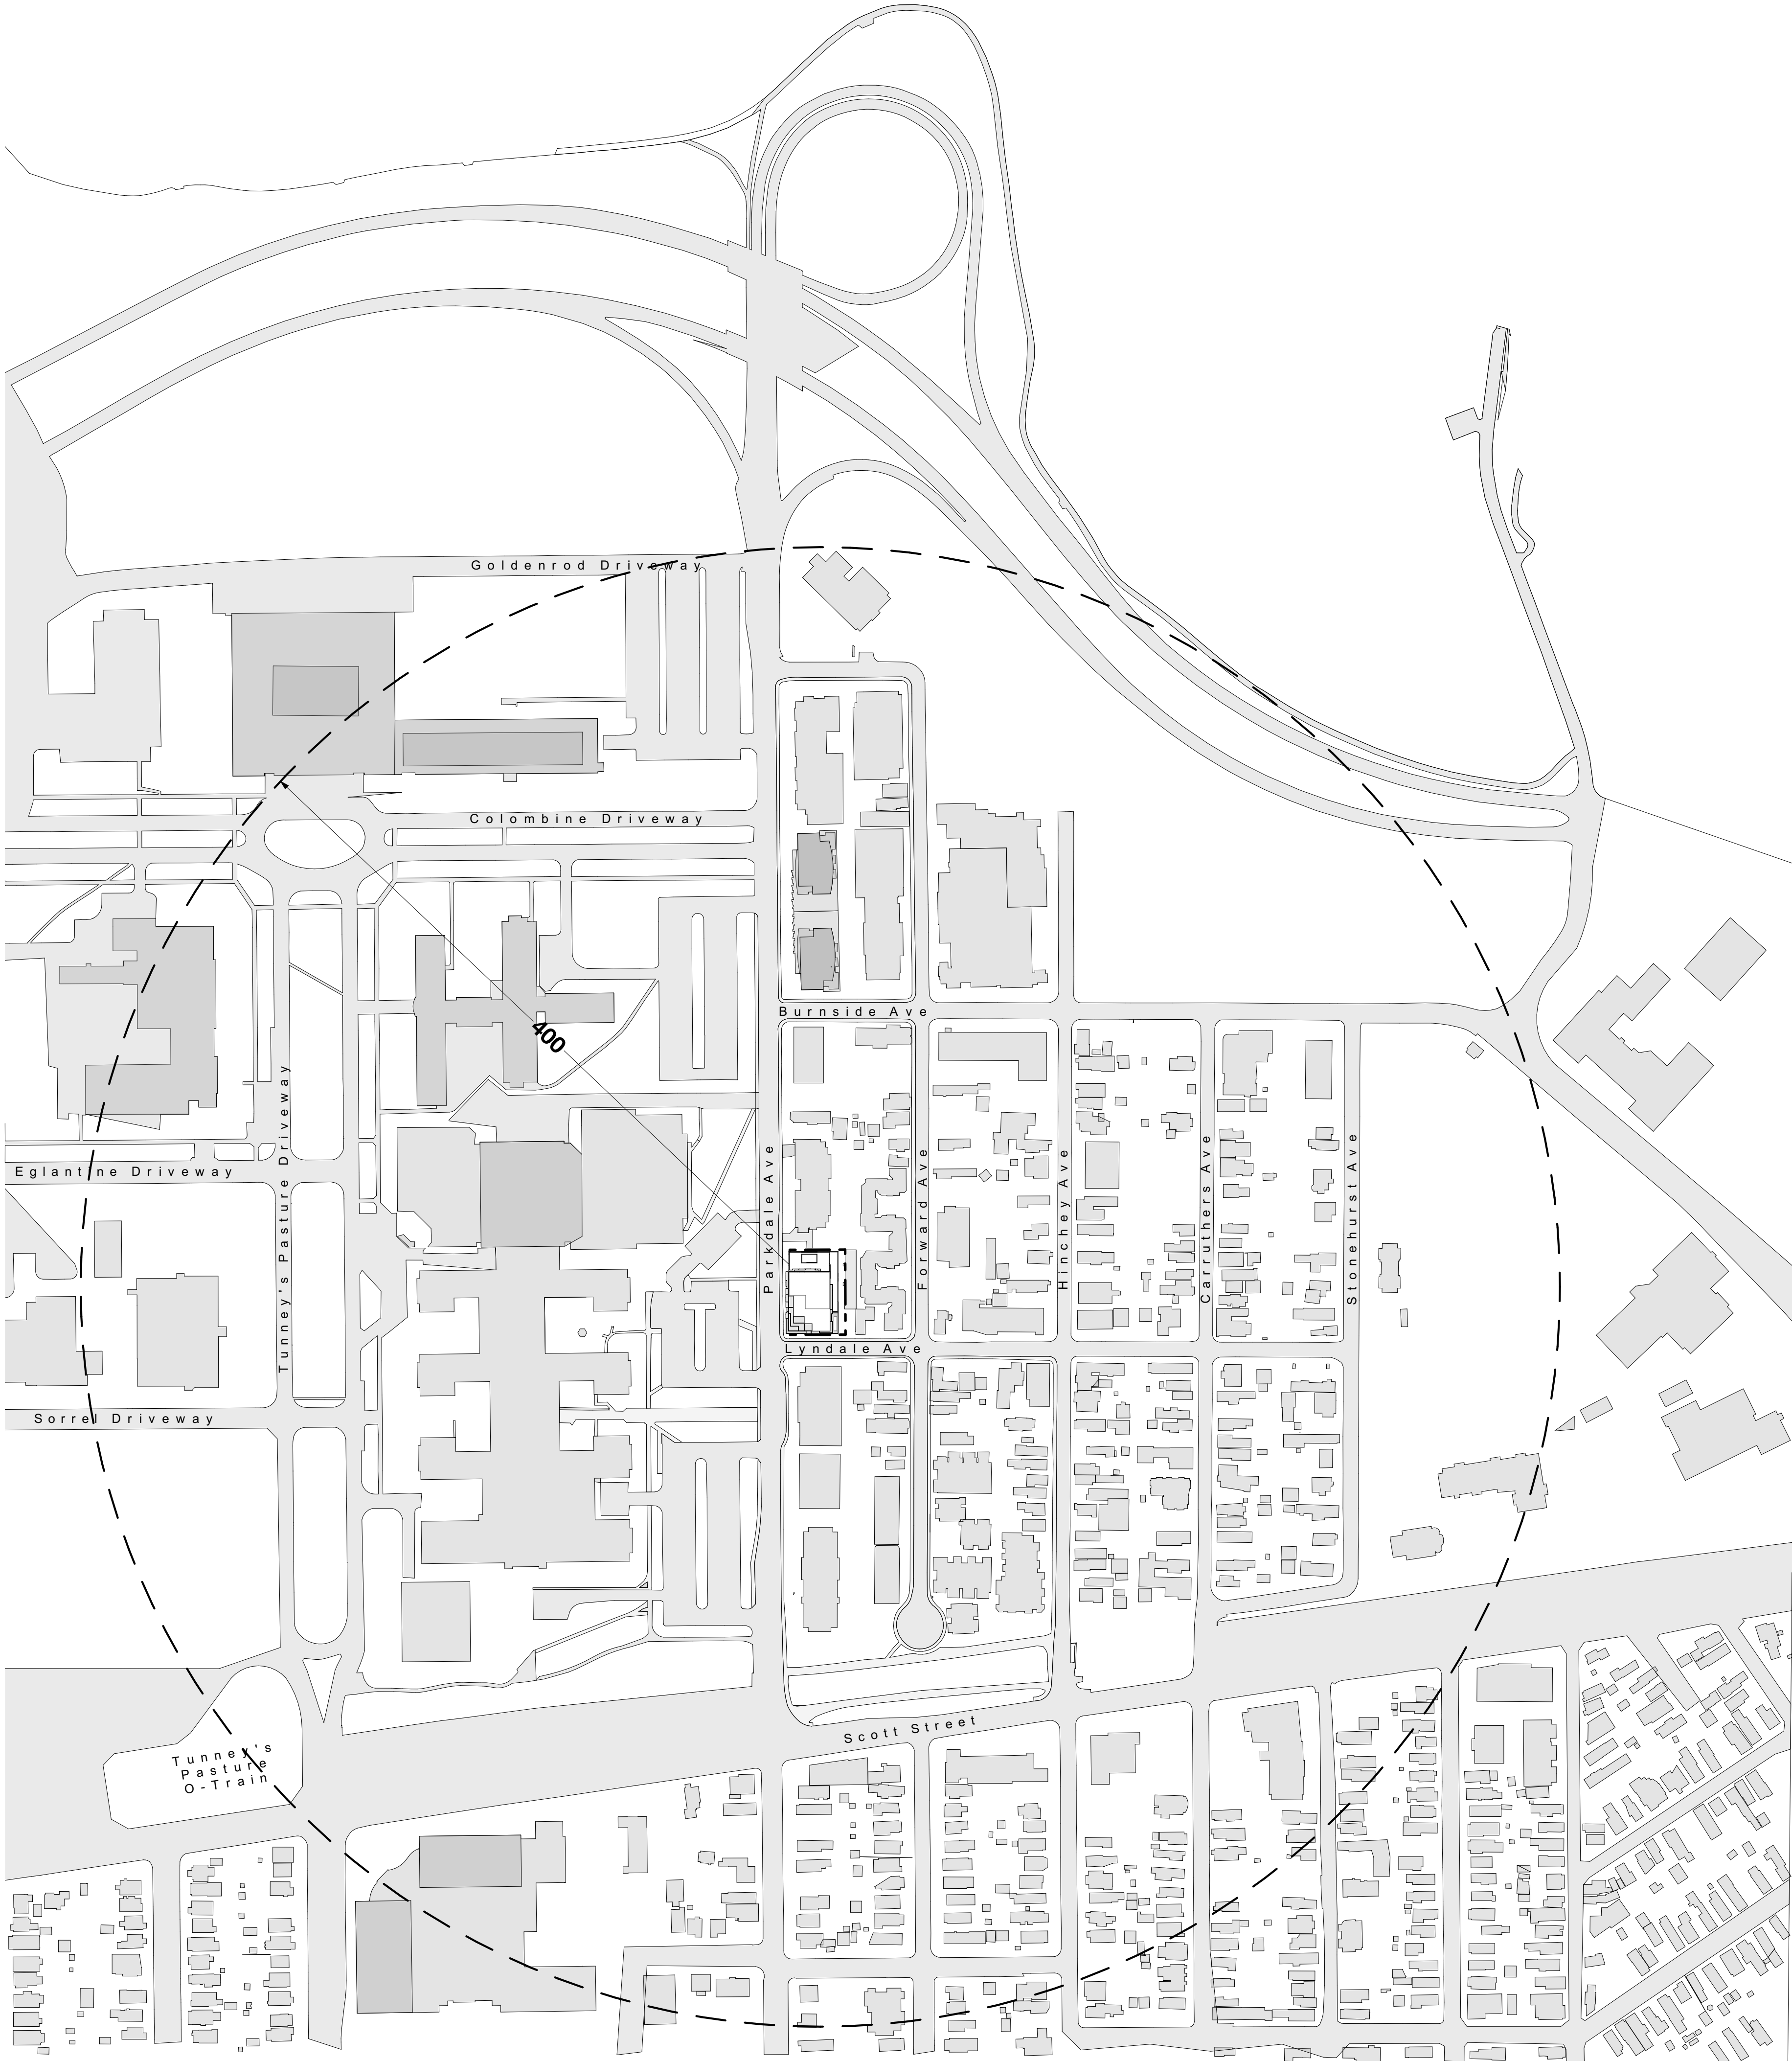 Goldenrod Driveway
Colombine Driveway
Burnside Ave
400
Eglantine Driveway
Tunney's Pasture Driveway
Parkdale Ave
Forward Ave
Hinchey Ave
Carruthers Ave
Stonehurst Ave
Lyndale Ave
Sorrel Driveway
Scott Street
Tunney's
Pasture
O-Train